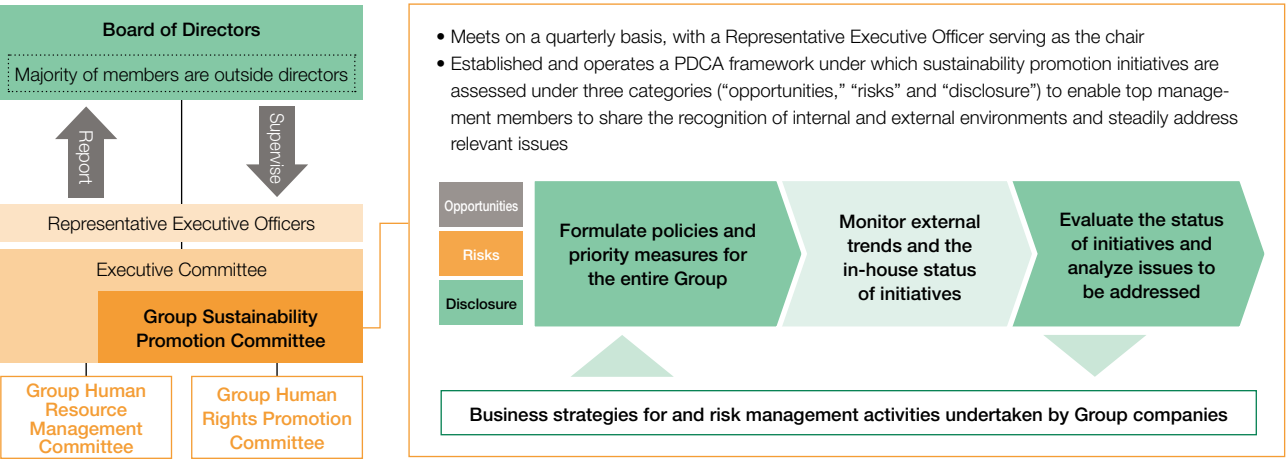 Board of Directors
Majority of members are outside directors
Report
Supervise
Representative Executive Officers
Executive Committee
Group Sustainability
Promotion Committee
Group Human
Resource
Management
Committee
Group Human
Rights Promotion
Committee
• Meets on a quarterly basis, with a Representative Executive Officer serving as the chair
• Established and operates a PDCA framework under which sustainability promotion initiatives are
assessed under three categories (“opportunities,” “risks” and “disclosure”) to enable top manage-
ment members to share the recognition of internal and external environments and steadily address
relevant issues
Opportunities
Risks
Disclosure
Formulate policies and
priority measures for
the entire Group
Monitor external
trends and the
in-house status
of initiatives
Evaluate the status
of initiatives and
analyze issues to
be addressed
Business strategies for and risk management activities undertaken by Group companies